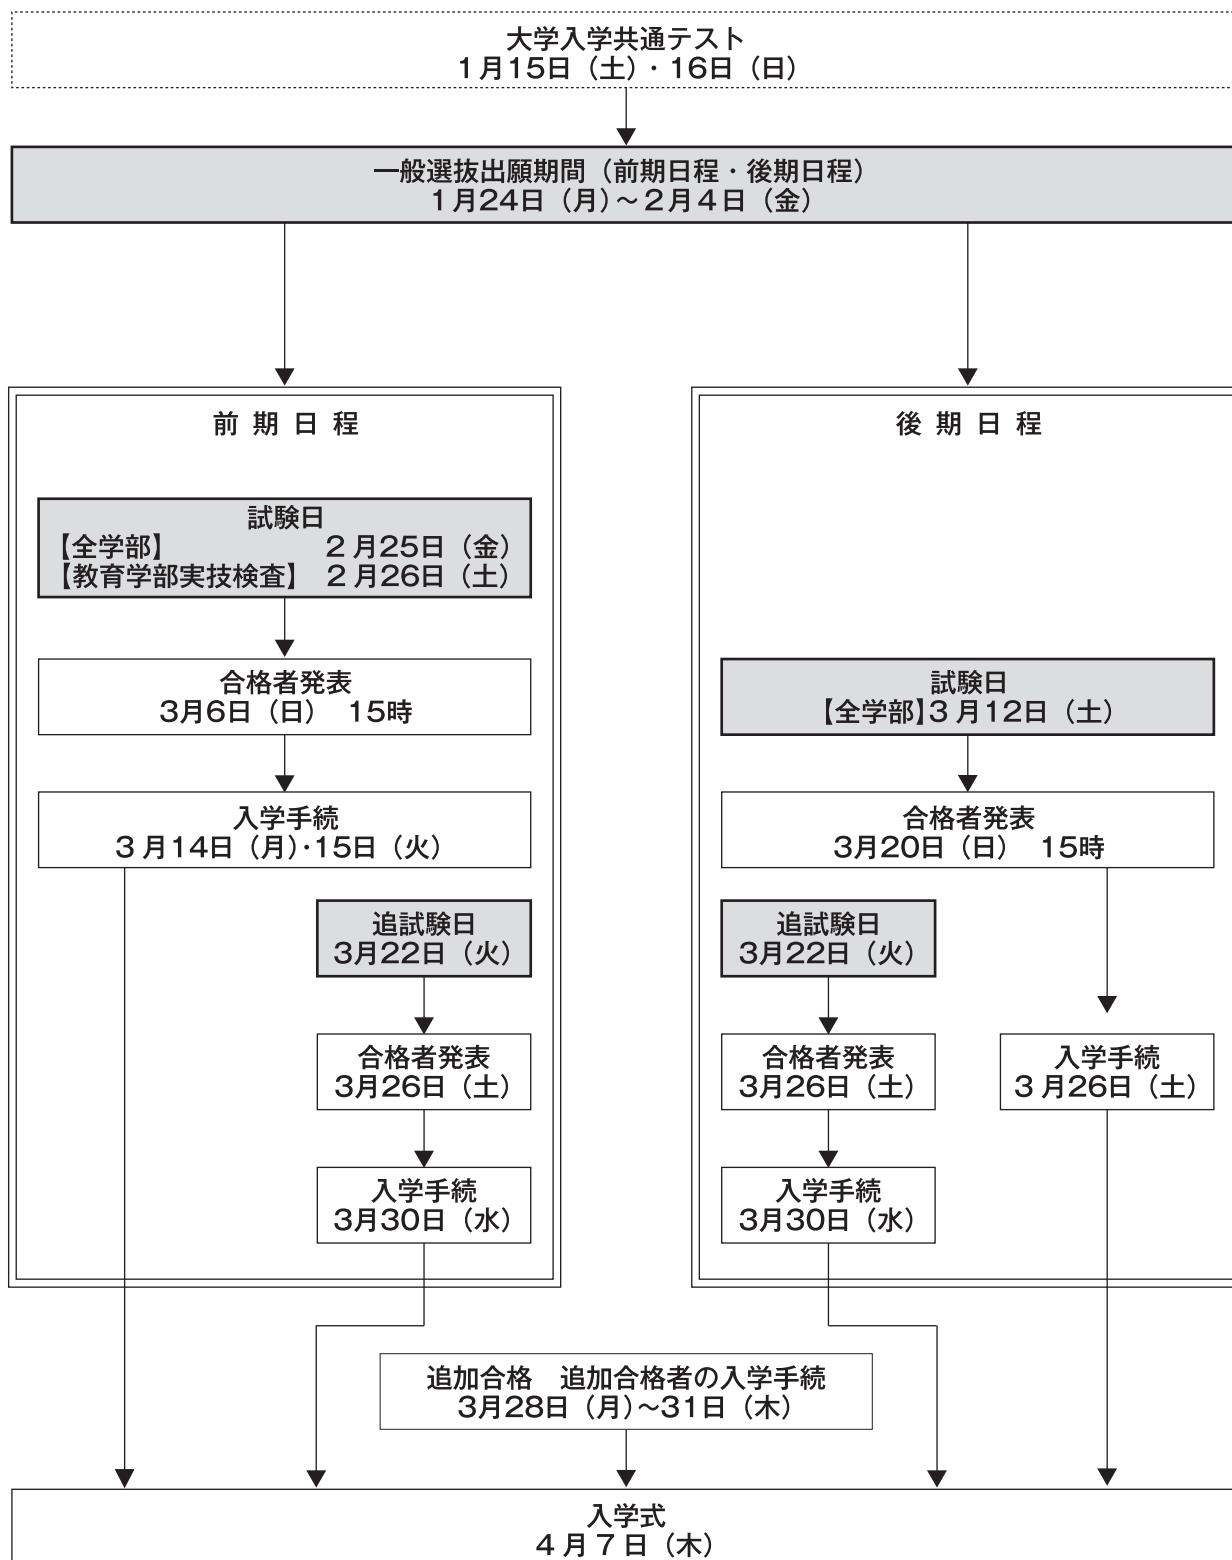 大学入学共通テスト
1月15日（土）・16日（日）
一般選抜出願期間（前期日程・後期日程）
1月24日（月）～2月4日（金）
前期日程
試験日
【全学部】 2月25日（金）
【教育学部実技検査】 2月26日（土）
合格者発表
3月6日（日） 15時
入学手続
3月14日（月）・15日（火）
追試験日
3月22日（火）
合格者発表
3月26日（土）
入学手続
3月30日（水）
後期日程
試験日
【全学部】3月12日（土）
合格者発表
3月20日（日） 15時
追試験日
3月22日（火）
合格者発表
3月26日（土）
入学手続
3月30日（水）
入学手続
3月26日（土）
追加合格 追加合格者の入学手続
3月28日（月）～31日（木）
入学式
4月7日（木）